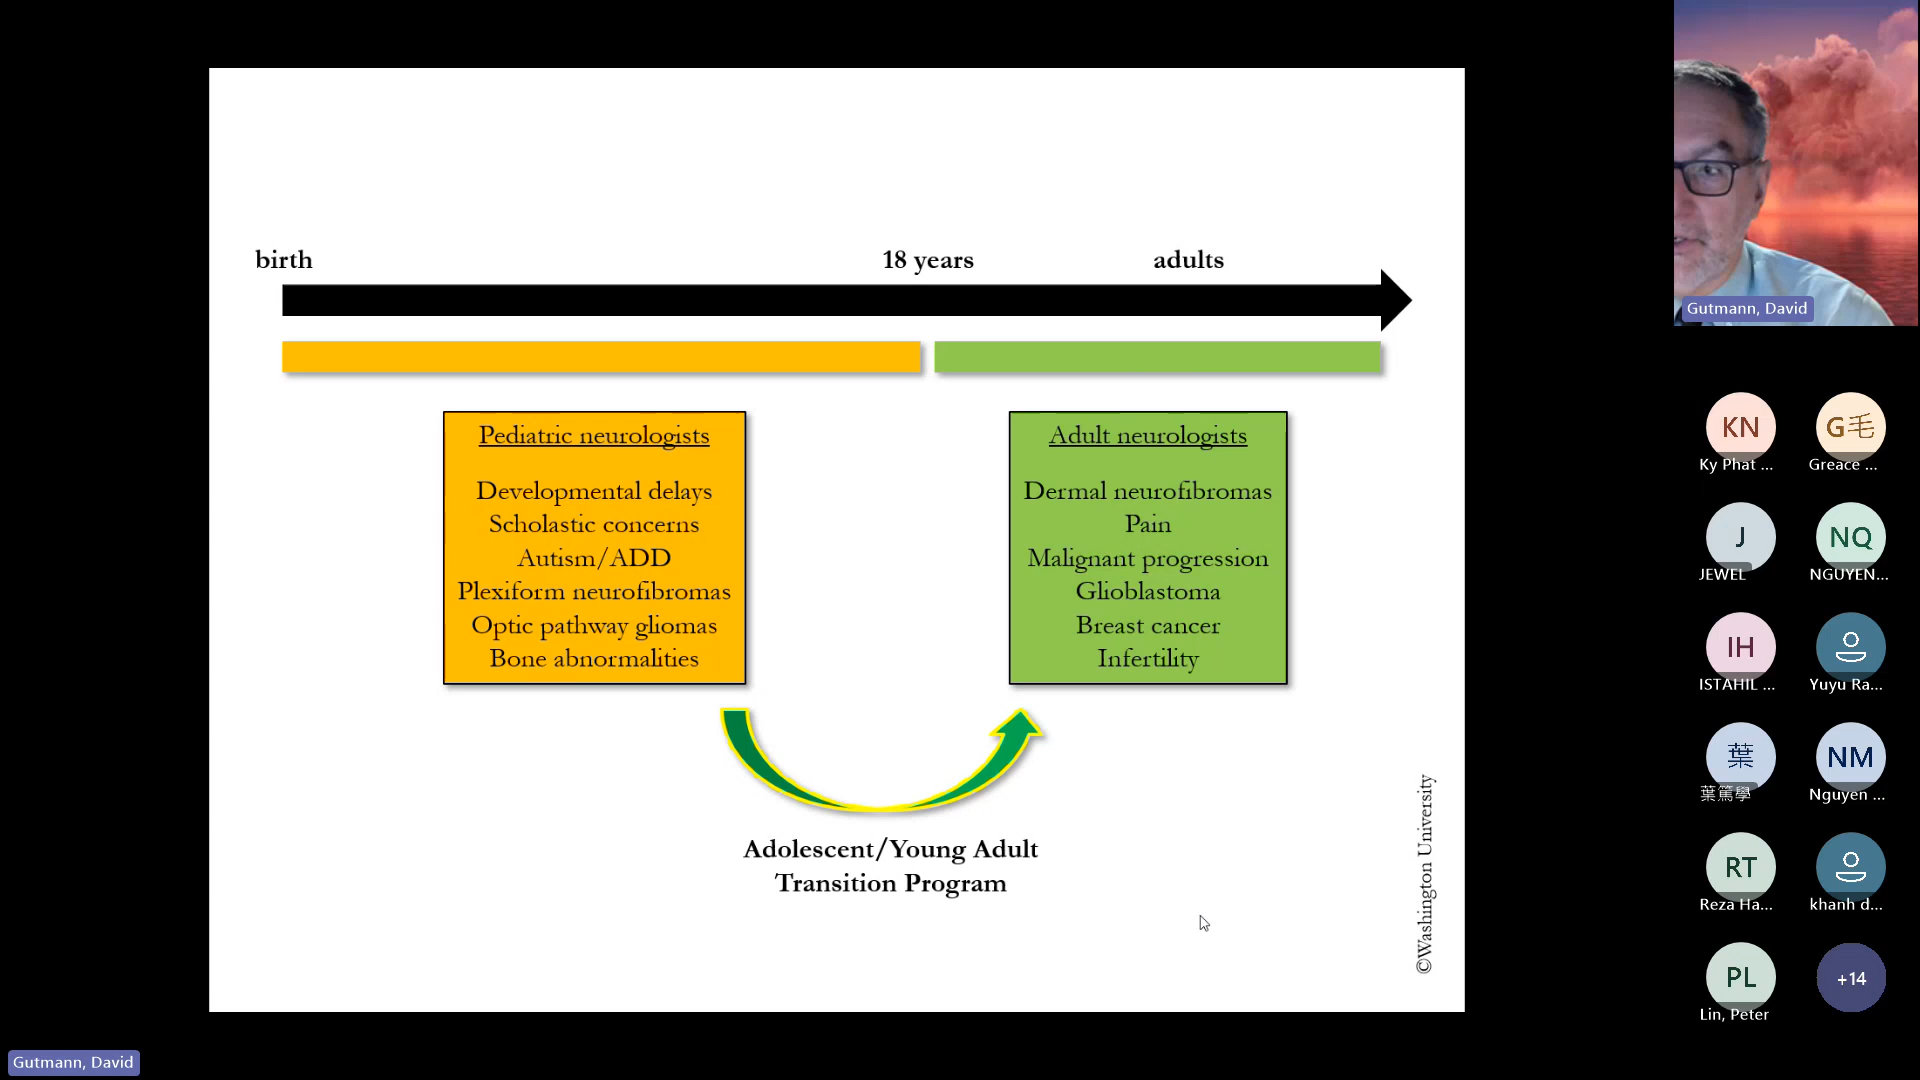 birth
18 years
adults
Pediatric neurologists
Developmental delays
Scholastic concerns
Autism/ADD
Plexiform neurofibromas
Optic pathway gliomas
Bone abnormalities
Adult neurologists
Dermal neurofibromas
Pain
Malignant progression
Glioblastoma
Breast cancer
Infertility
Adolescent/Young Adult
Transition Program
©Washington University
Gutmann, David
KN
Ky Phat ...
G毛
Greace ...
J
JEWEL
NQ
NGUYEN...
IH
ISTAHIL ...
Yuyu Ra...
葉
葉篤學
NM
Nguyen ...
RT
Reza Ha...
khanh d...
PL
Lin, Peter
+14
Gutmann, David